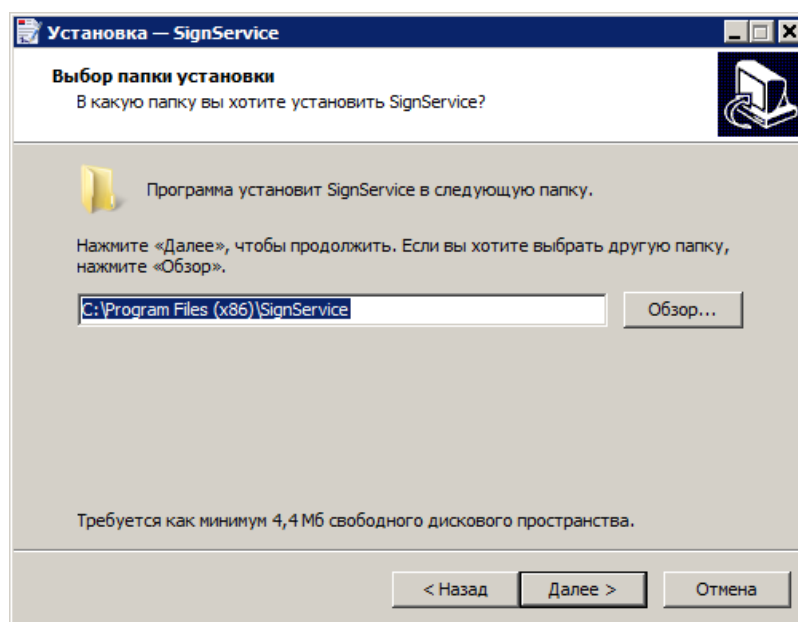 Установка — SignService
Выбор папки установки
В какую папку вы хотите установить SignService?
Программа установит SignService в следующую папку.
Нажмите «Далее», чтобы продолжить. Если вы хотите выбрать другую папку,
нажмите «Обзор».
C:\Program Files (x86)\SignService
Обзор...
Требуется как минимум 4,4 Мб свободного дискового пространства.
< Назад
Далее >
Отмена